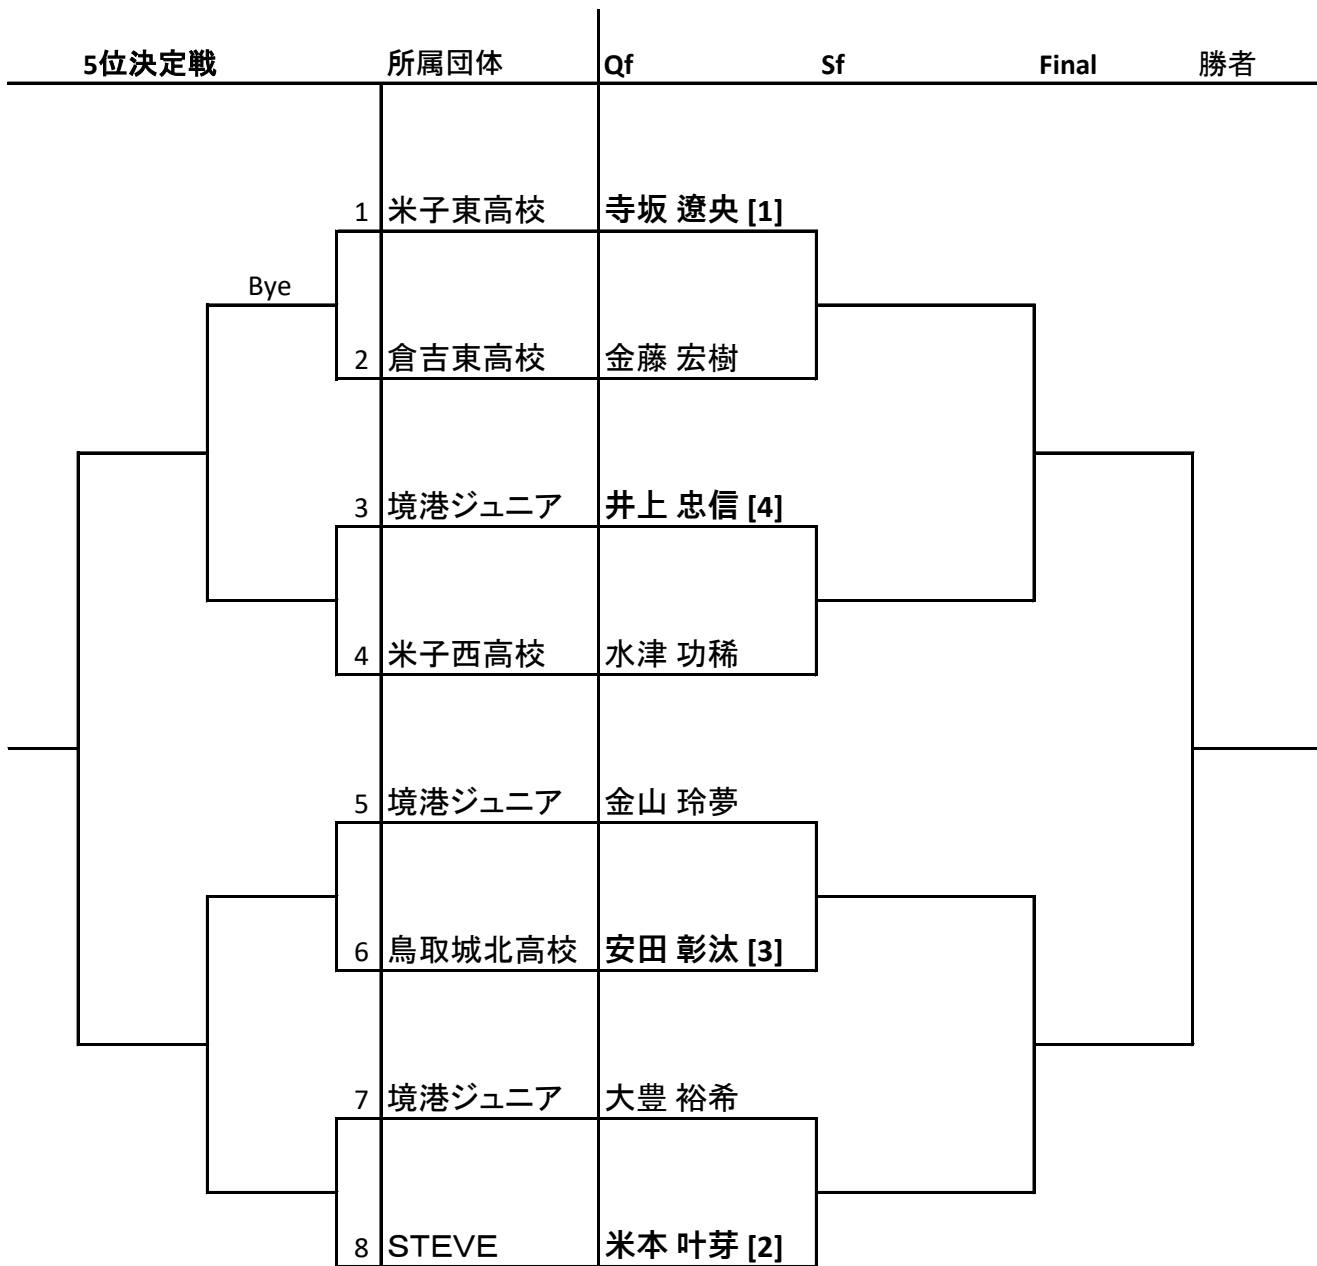 5位決定戦 所属団体 Qf Sf Final 勝者
1 米子東高校 寺坂 遼央 [1]
Bye
2 倉吉東高校 金藤 宏樹
3 境港ジュニア 井上 忠信 [4]
4 米子西高校 水津 功稀
5 境港ジュニア 金山 玲夢
6 鳥取城北高校 安田 彰汰 [3]
7 境港ジュニア 大豊 裕希
8 STEVE 米本 叶芽 [2]